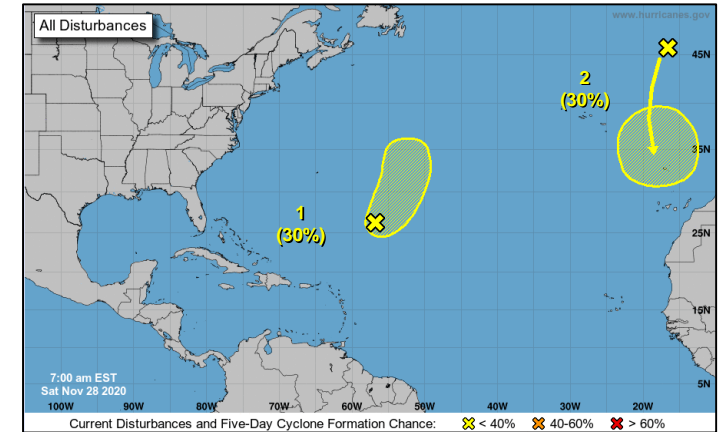 All Disturbances
www.hurricanes.gov
45N
2
(30%)
35N
1
(30%)
25N
15N
7:00 am EST
Sat Nov 28 2020
5N
100W 90W 80W 70W 60W 50W 40W 30W 20W
Current Disturbances and Five-Day Cyclone Formation Chance: < 40% 40-60% > 60%